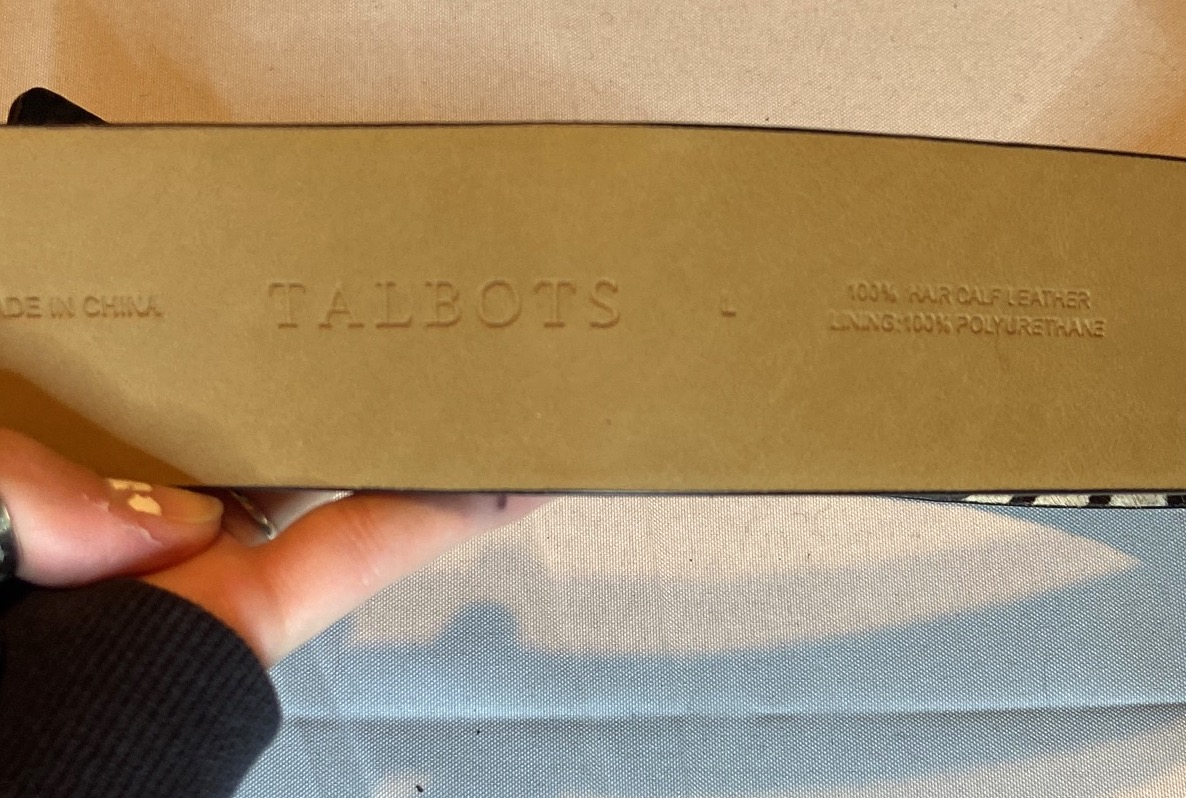 ADE IN CHINA
TALBOTS
L
100% HAIR CALF LEATHER
LINING:100% POLYURETHANE